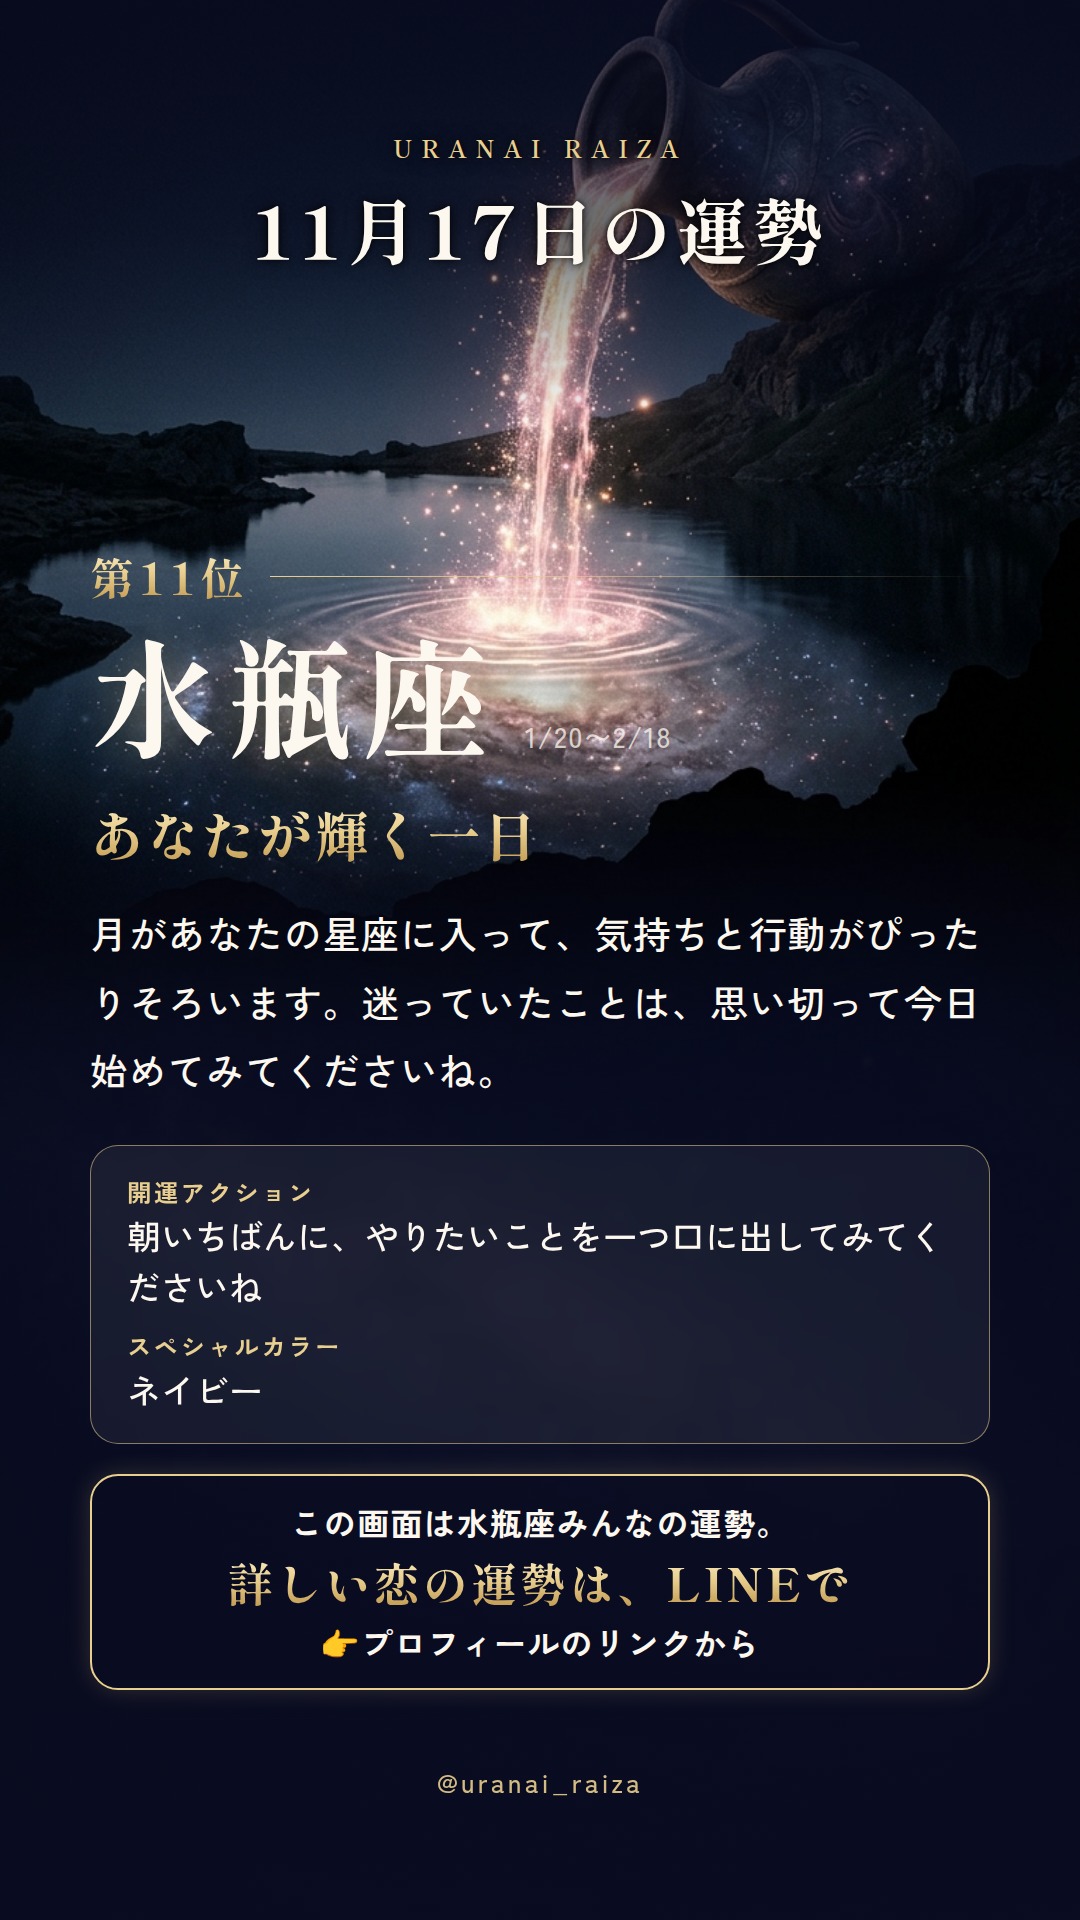 URANAI RAIZA
11月17日の運勢
第11位
水瓶座 1/20〜2/18
あなたが輝く一日
月があなたの星座に入って、気持ちと行動がぴった
りそろいます。迷っていたことは、思い切って今日
始めてみてくださいね。
開運アクション
朝いちばんに、やりたいことを一つ口に出してみてく
ださいね
スペシャルカラー
ネイビー
この画面は水瓶座みんなの運勢。
詳しい恋の運勢は、LINEで
👉プロフィールのリンクから
@uranai_raiza